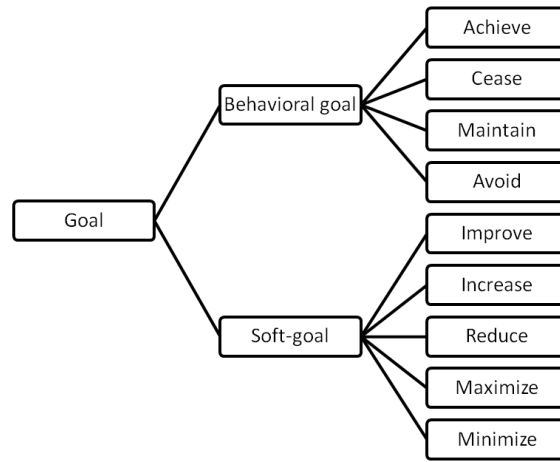 Goal
Behavioral goal
Achieve
Cease
Maintain
Avoid
Soft-goal
Improve
Increase
Reduce
Maximize
Minimize